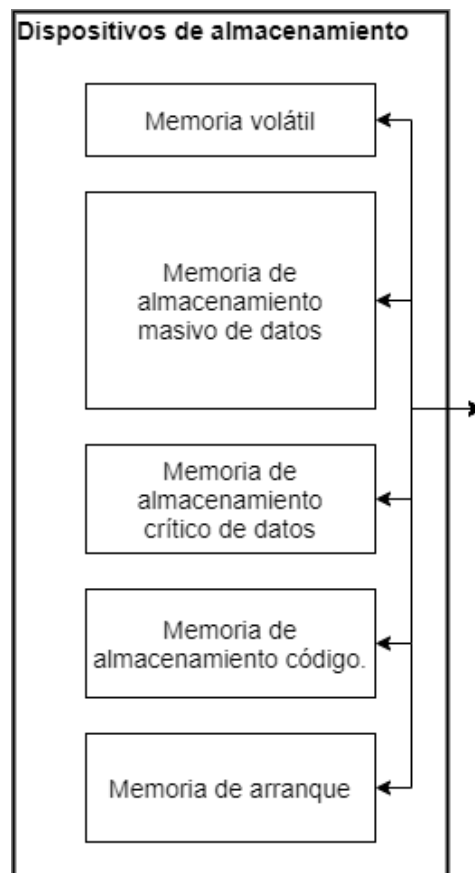 Dispositivos de almacenamiento
Memoria volátil
Memoria de
almacenamiento
masivo de datos
Memoria de
almacenamiento
crítico de datos
Memoria de
almacenamiento código.
Memoria de arranque